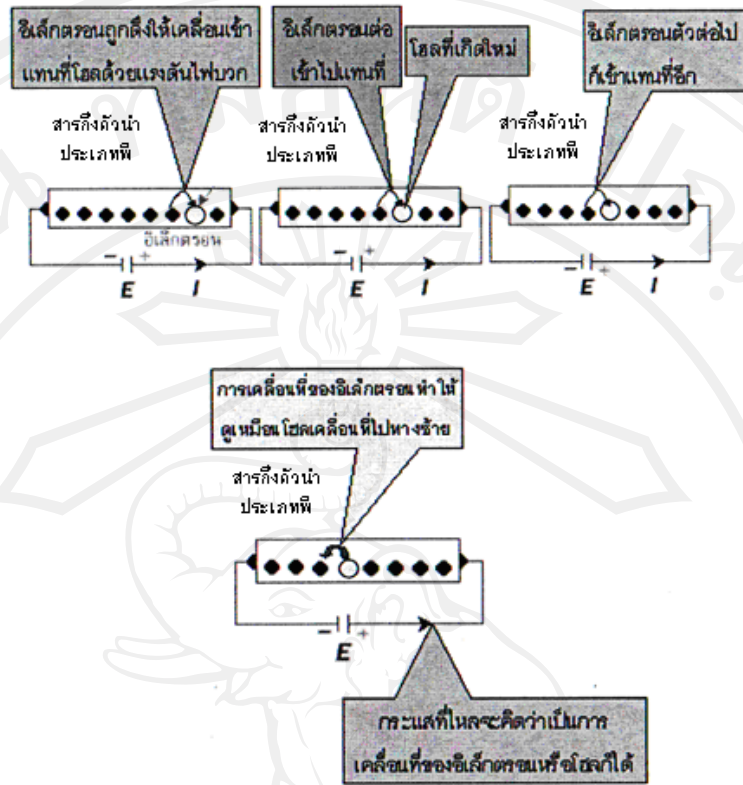 อิเล็กตรอนถูกดึงให้เคลื่อนเข้า
แทนที่โฮลด้วยแรงดันไฟบวก
อิเล็กตรอนต่อ
เข้าไปแทนที่
โฮลที่เกิดใหม่
อิเล็กตรอนตัวต่อไป
ก็เข้าแทนที่อีก
สารกึ่งตัวนำ
ประเภทพี
สารกึ่งตัวนำ
ประเภทพี
สารกึ่งตัวนำ
ประเภทพี
อิเล็กตรอน
− +
E I
− +
E I
− +
E I
การเคลื่อนที่ของอิเล็กตรอนทำให้
ดูเหมือนโฮลเคลื่อนที่ไปทางซ้าย
สารกึ่งตัวนำ
ประเภทพี
− +
E
กระแสที่ไหลจะคิดว่าเป็นการ
เคลื่อนที่ของอิเล็กตรอนหรือโฮลก็ได้